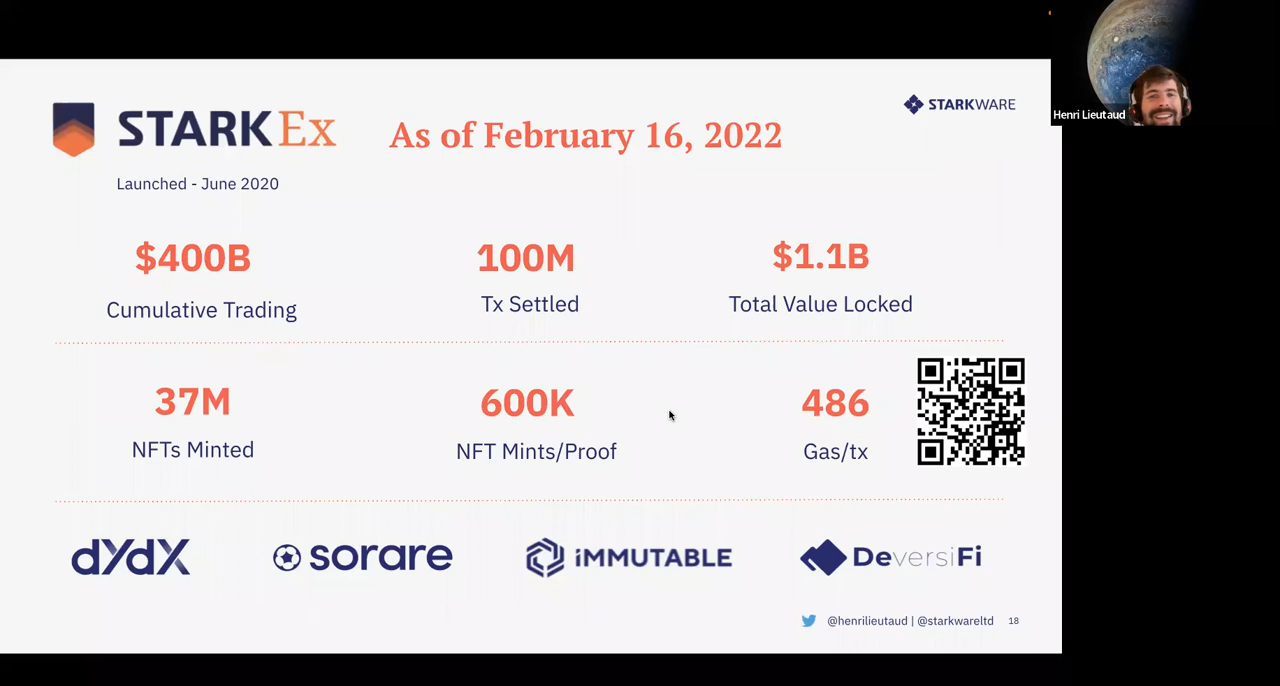 STARKEx
As of February 16, 2022
STARKWARE
Henri Lieutaud
Launched - June 2020
$400B
100M
$1.1B
Cumulative Trading
Tx Settled
Total Value Locked
37M
600K
486
NFTs Minted
NFT Mints/Proof
Gas/tx
dYdX
sorare
iMMUTABLE
DeversiFi
@henrilieutaud | @starkwareltd
18